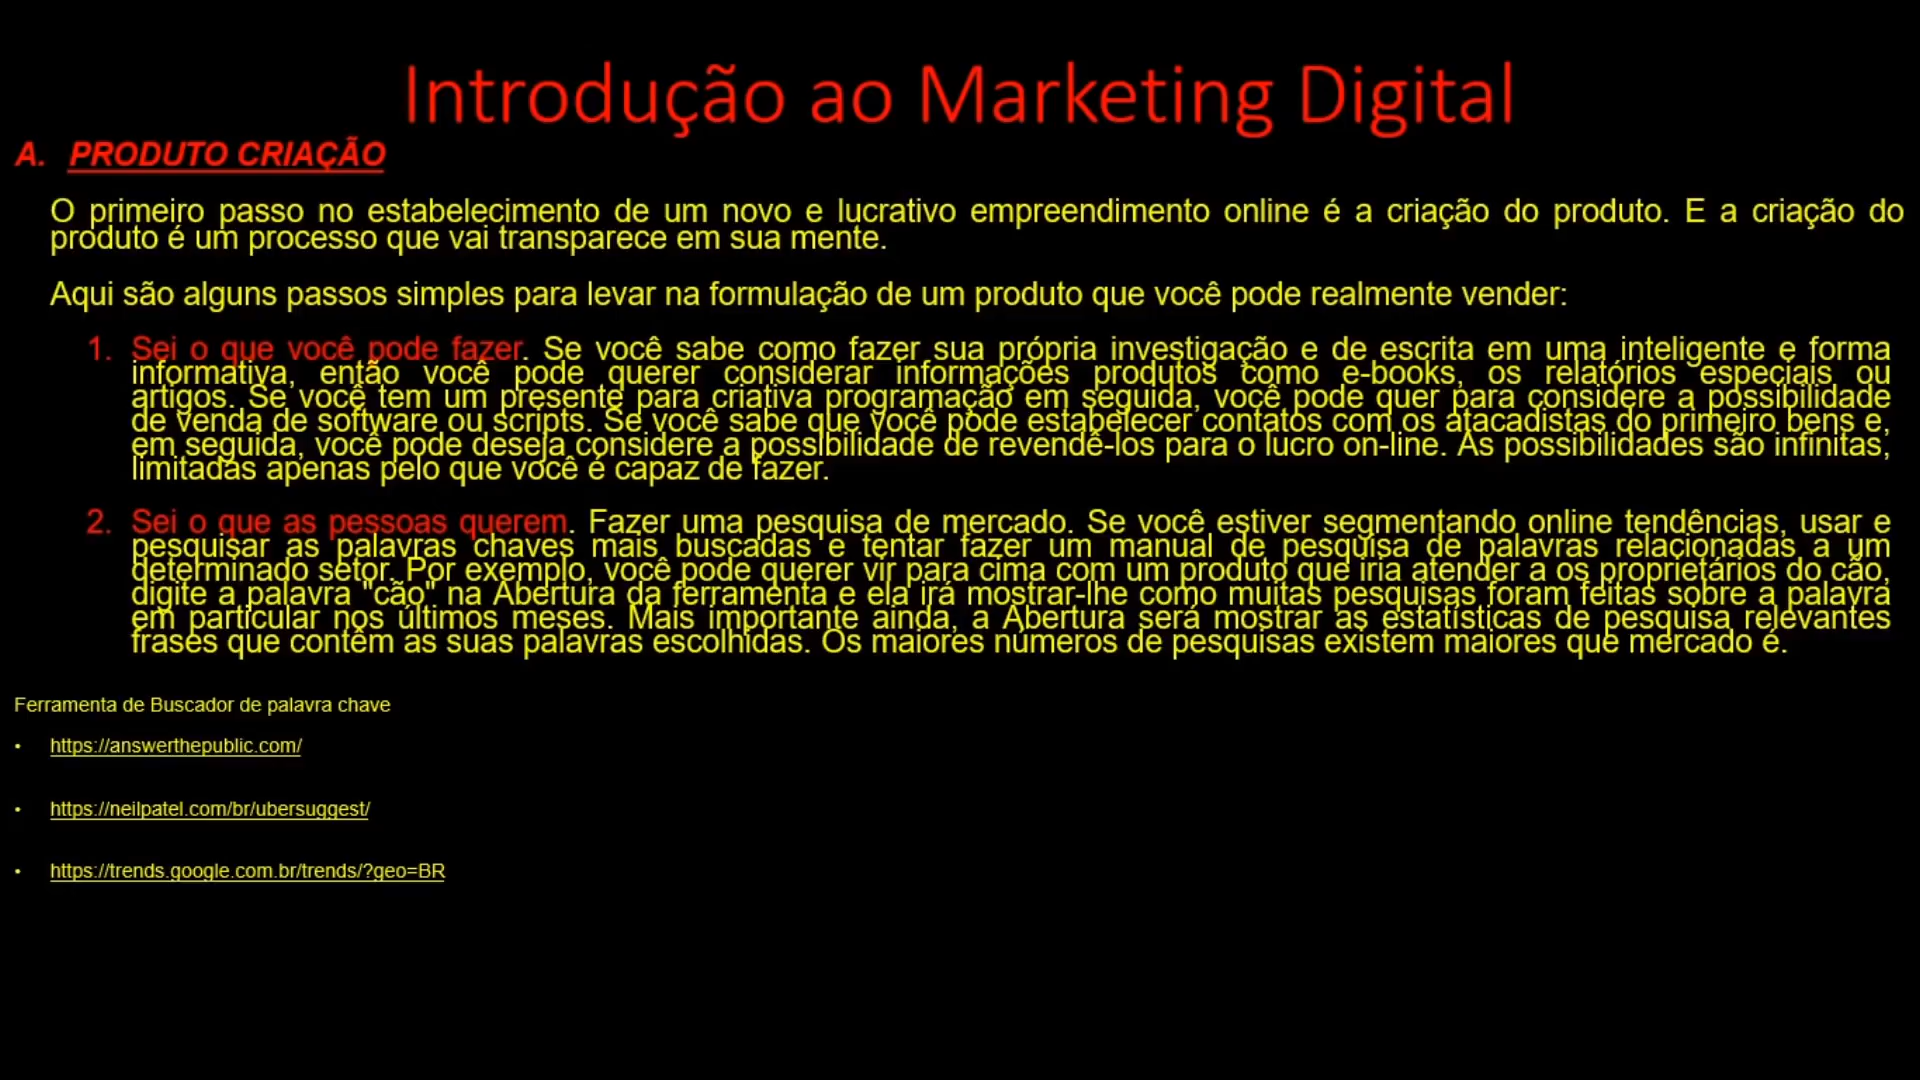 Introdução ao Marketing Digital
A. PRODUTO CRIAÇÃO
O primeiro passo no estabelecimento de um novo e lucrativo empreendimento online é a criação do produto. E a criação do
produto é um processo que vai transparece em sua mente.
Aqui são alguns passos simples para levar na formulação de um produto que você pode realmente vender:
1. Sei o que você pode fazer. Se você sabe como fazer sua própria investigação e de escrita em uma inteligente e forma
informativa, então você pode querer considerar informações produtos como e-books, os relatórios especiais ou
artigos. Se você tem um presente para criativa programação em seguida, você pode quer para considere a possibilidade
de venda de software ou scripts. Se você sabe que você pode estabelecer contatos com os atacadistas do primeiro bens e,
em seguida, você pode deseja considere a possibilidade de revendê-los para o lucro on-line. As possibilidades são infinitas,
limitadas apenas pelo que você é capaz de fazer.
2. Sei o que as pessoas querem. Fazer uma pesquisa de mercado. Se você estiver segmentando online tendências, usar e
pesquisar as palavras chaves mais buscadas e tentar fazer um manual de pesquisa de palavras relacionadas a um
determinado setor. Por exemplo, você pode querer vir para cima com um produto que iria atender a os proprietários do cão,
digite a palavra "cão" na Abertura da ferramenta e ela irá mostrar-lhe como muitas pesquisas foram feitas sobre a palavra
em particular nos últimos meses. Mais importante ainda, a Abertura será mostrar as estatísticas de pesquisa relevantes
frases que contêm as suas palavras escolhidas. Os maiores números de pesquisas existem maiores que mercado é.
Ferramenta de Buscador de palavra chave
• https://answerthepublic.com/
• https://neilpatel.com/br/ubersuggest/
• https://trends.google.com.br/trends/?geo=BR